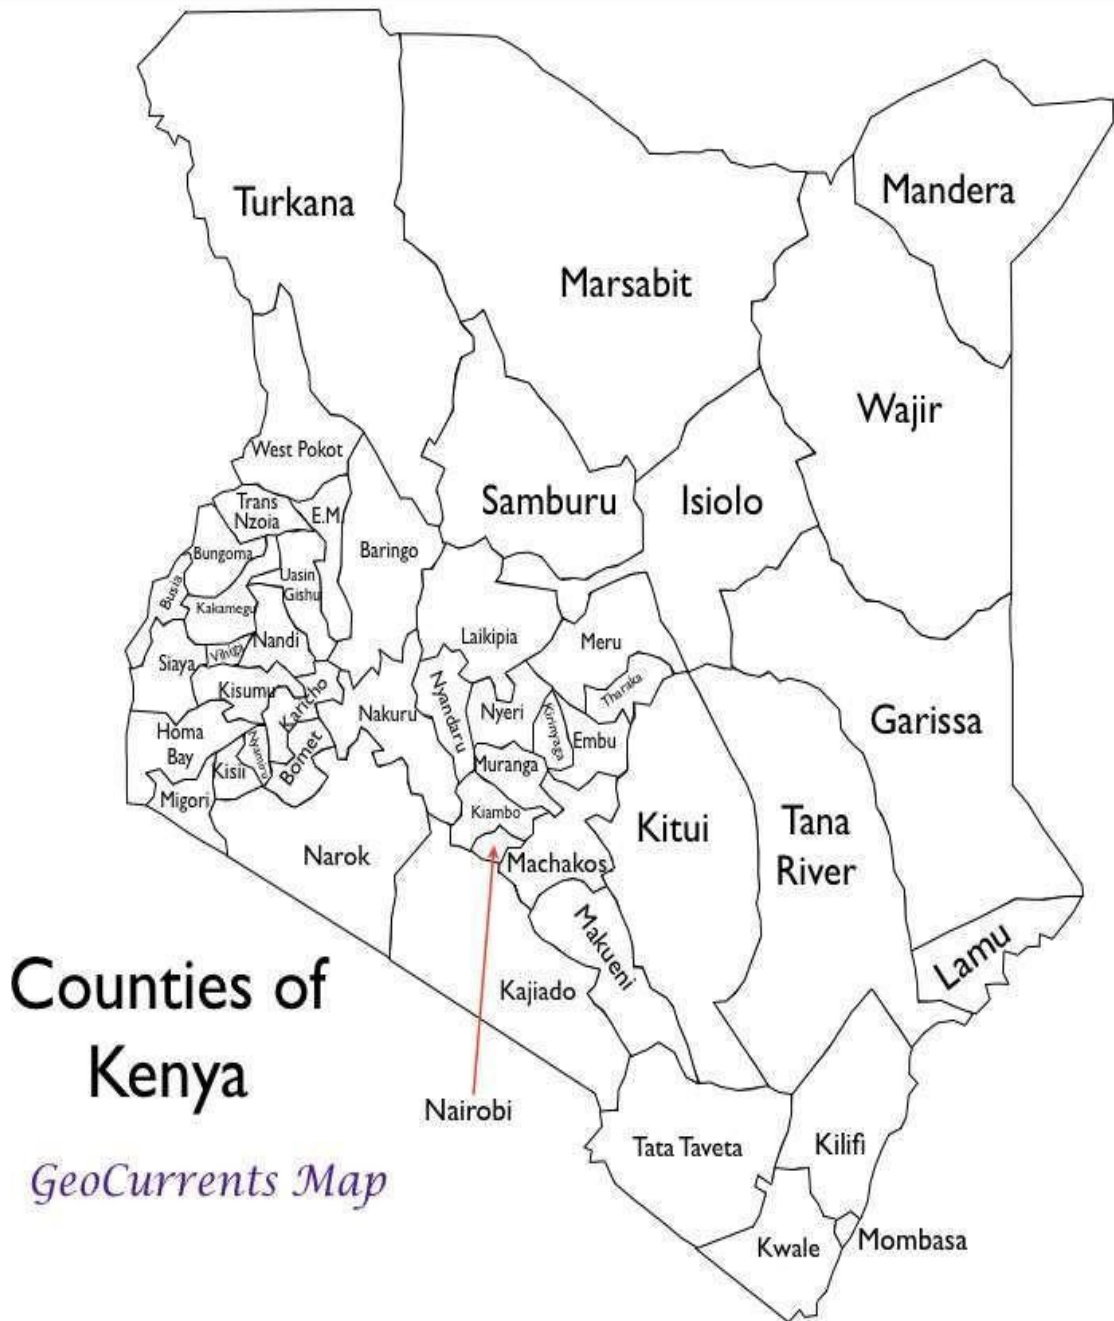 Turkana
Mandera
Marsabit
Wajir
West Pokot
Samburu
Isiolo
Trans
Nzoia
E.M.
Baringo
Bungoma
Uasin
Gishu
Busia
Kakamegu
Nandi
Laikipia
Meru
Vihiga
Siaya
Tharaka
Kisumu
Karicho
Nakuru
Nyandaru
Nyeri
Kirinyaga
Embu
Garissa
Homa
Bay
Nyamira
Kisii
Bomet
Muranga
Migori
Kiambo
Kitui
Tana
River
Narok
Machakos
Makueni
Lamu
Kajiado
Counties of
Kenya
Nairobi
Tata Taveta
Kilifi
GeoCurrents Map
Kwale
Mombasa